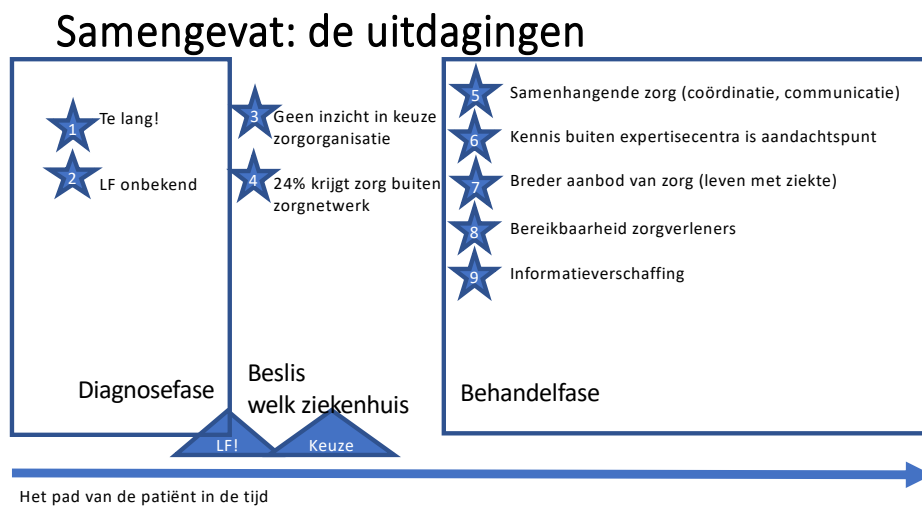 Samengevat: de uitdagingen
1
Te lang!
2
LF onbekend
Diagnosefase
3
Geen inzicht in keuze
zorgorganisatie
4
24% krijgt zorg buiten
zorgnetwerk
Beslis
welk ziekenhuis
5
Samenhangende zorg (coördinatie, communicatie)
6
Kennis buiten expertisecentra is aandachtspunt
7
Breder aanbod van zorg (leven met ziekte)
8
Bereikbaarheid zorgverleners
9
Informatieverschaffing
Behandelfase
LF!
Keuze
Het pad van de patiënt in de tijd